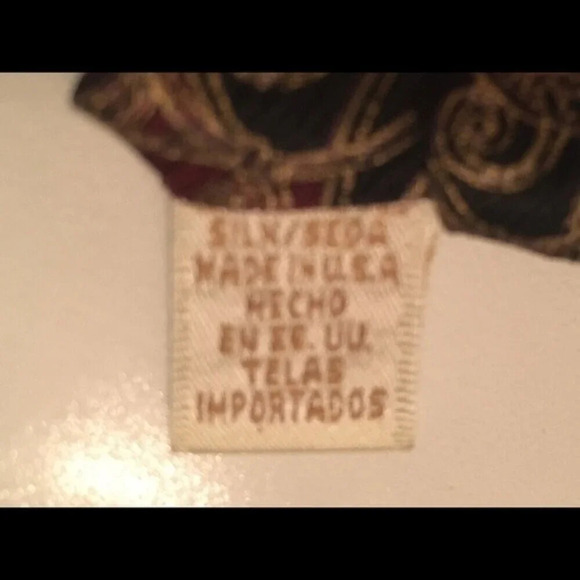 SILK/SEDA
MADE IN U.S.A
HECHO
EN EE. UU.
TELAS
IMPORTADOS